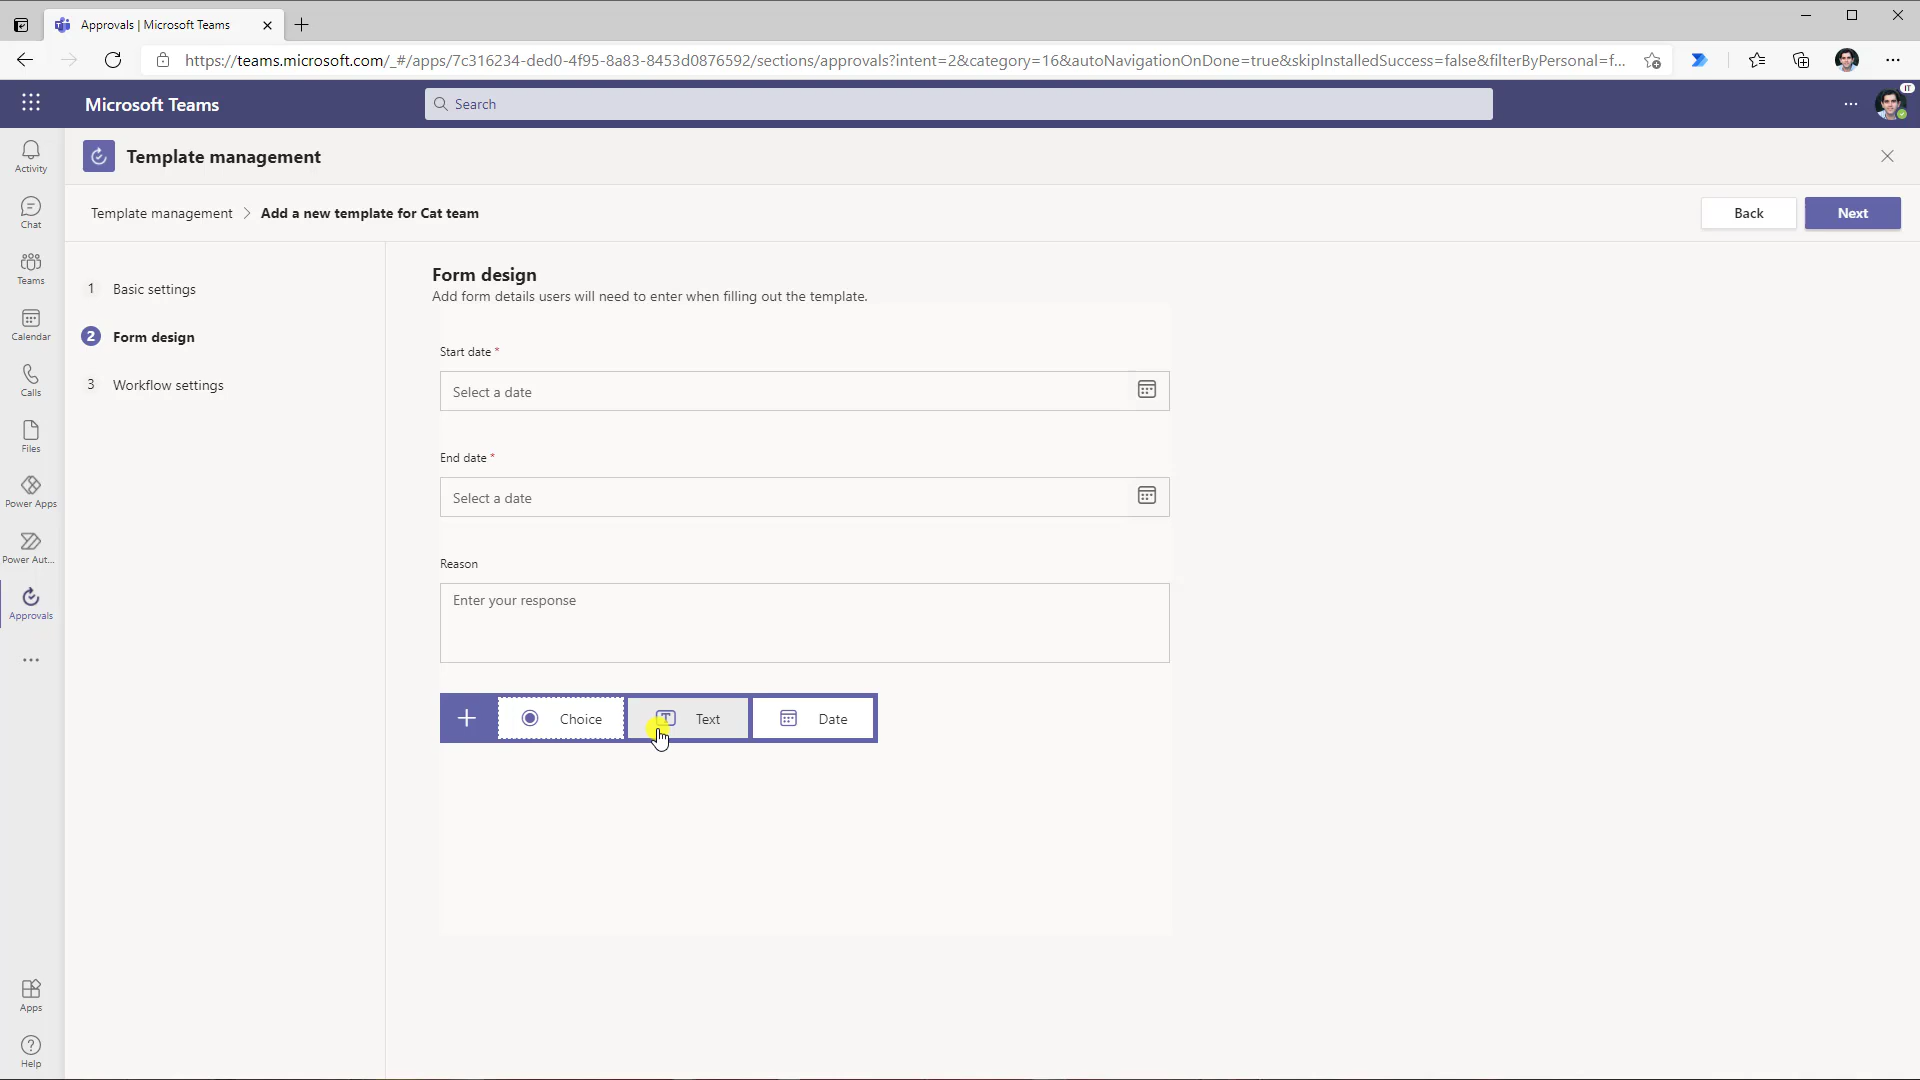 Approvals | Microsoft Teams
https://teams.microsoft.com/_#/apps/7c316234-ded0-4f95-8a83-8453d0876592/sections/approvals?intent=2&category=16&autoNavigationOnDone=true&skipInstalledSuccess=false&filterByPersonal=f...
Microsoft Teams
Search
IT
Activity
Chat
Teams
Calendar
Calls
Files
Power Apps
Power Aut...
Approvals
Apps
Help
Template management
Template management > Add a new template for Cat team
Back
Next
1 Basic settings
2 Form design
3 Workflow settings
Form design
Add form details users will need to enter when filling out the template.
Start date *
Select a date
End date *
Select a date
Reason
Enter your response
Choice
Text
Date